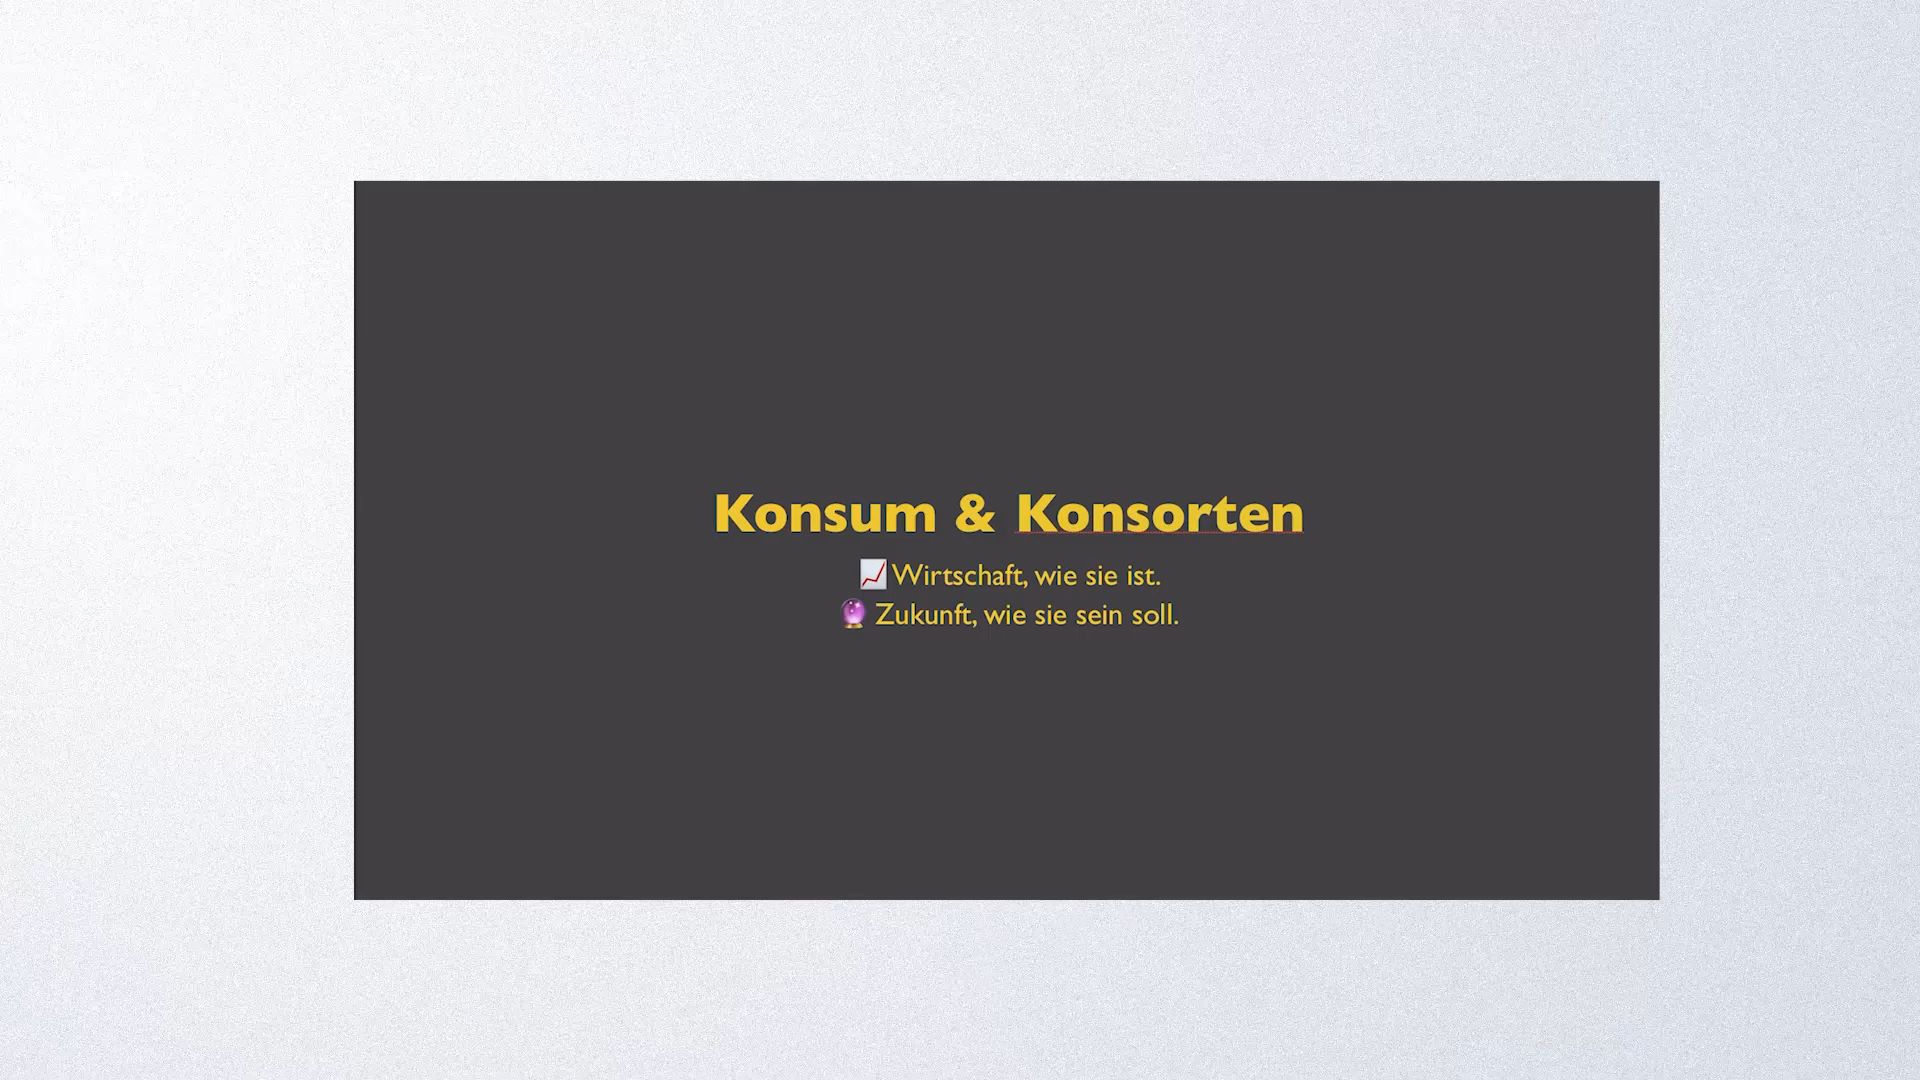 Konsum & Konsorten
📈Wirtschaft, wie sie ist.
🔮 Zukunft, wie sie sein soll.